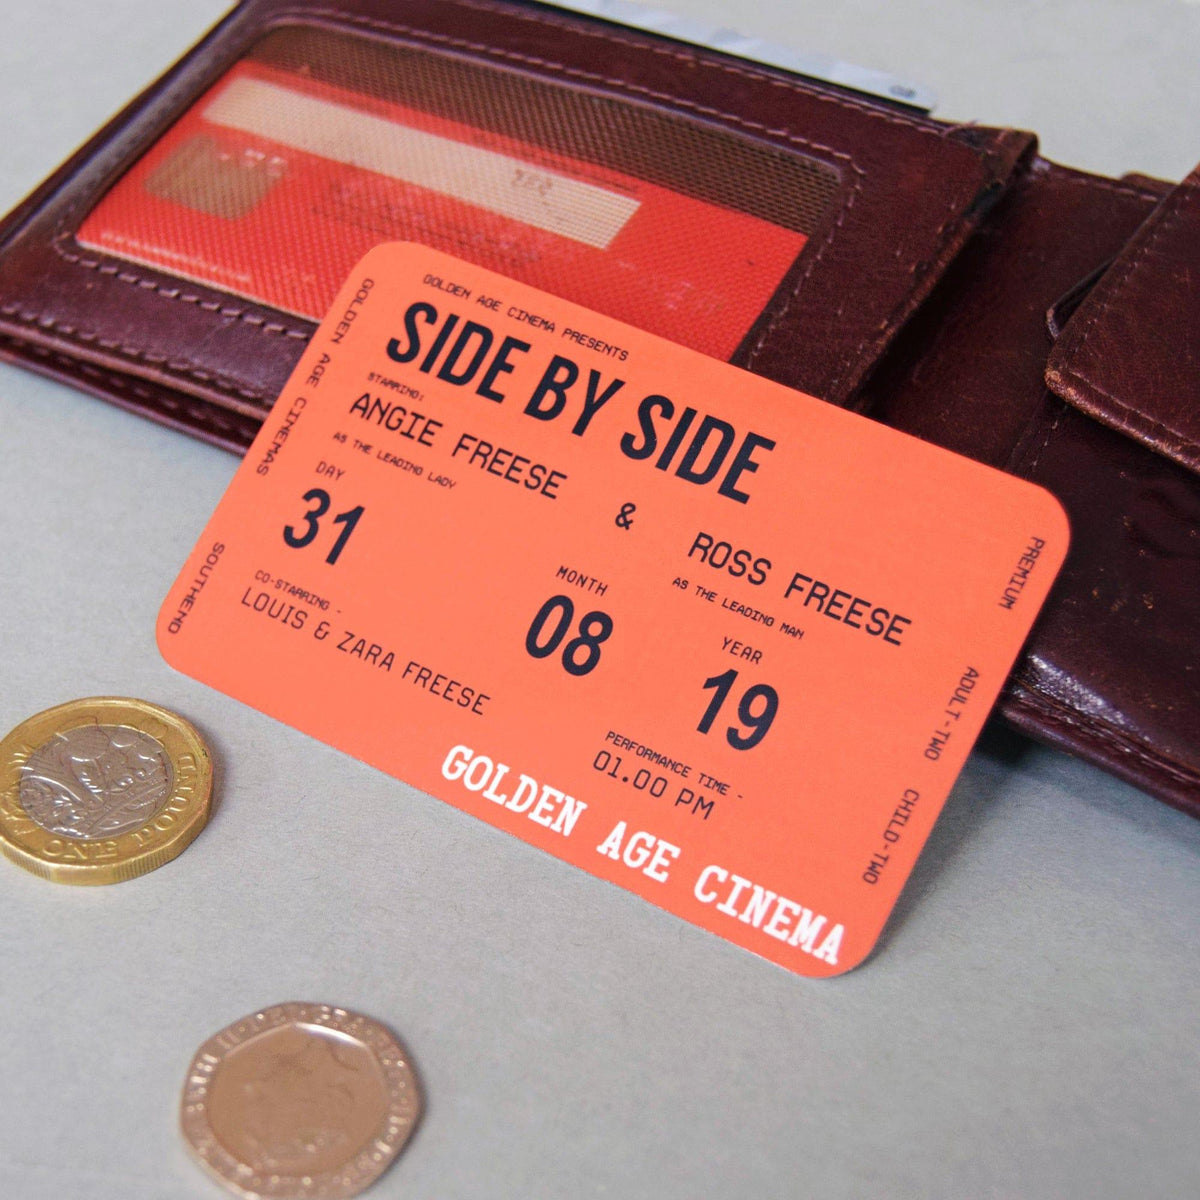 GOLDEN AGE CINEMA PRESENTS
SIDE BY SIDE
STARRING:
ANGIE FREESE
&
ROSS FREESE
AS THE LEADING LADY
AS THE LEADING MAN
DAY
31
MONTH
08
YEAR
19
CO-STARRING -
LOUIS & ZARA FREESE
PERFORMANCE TIME -
01.00 PM
GOLDEN AGE CINEMA
GOLDEN AGE CINEMAS
SOUTHEND
PREMIUM
ADULT-TWO
CHILD-TWO
ONE POUND